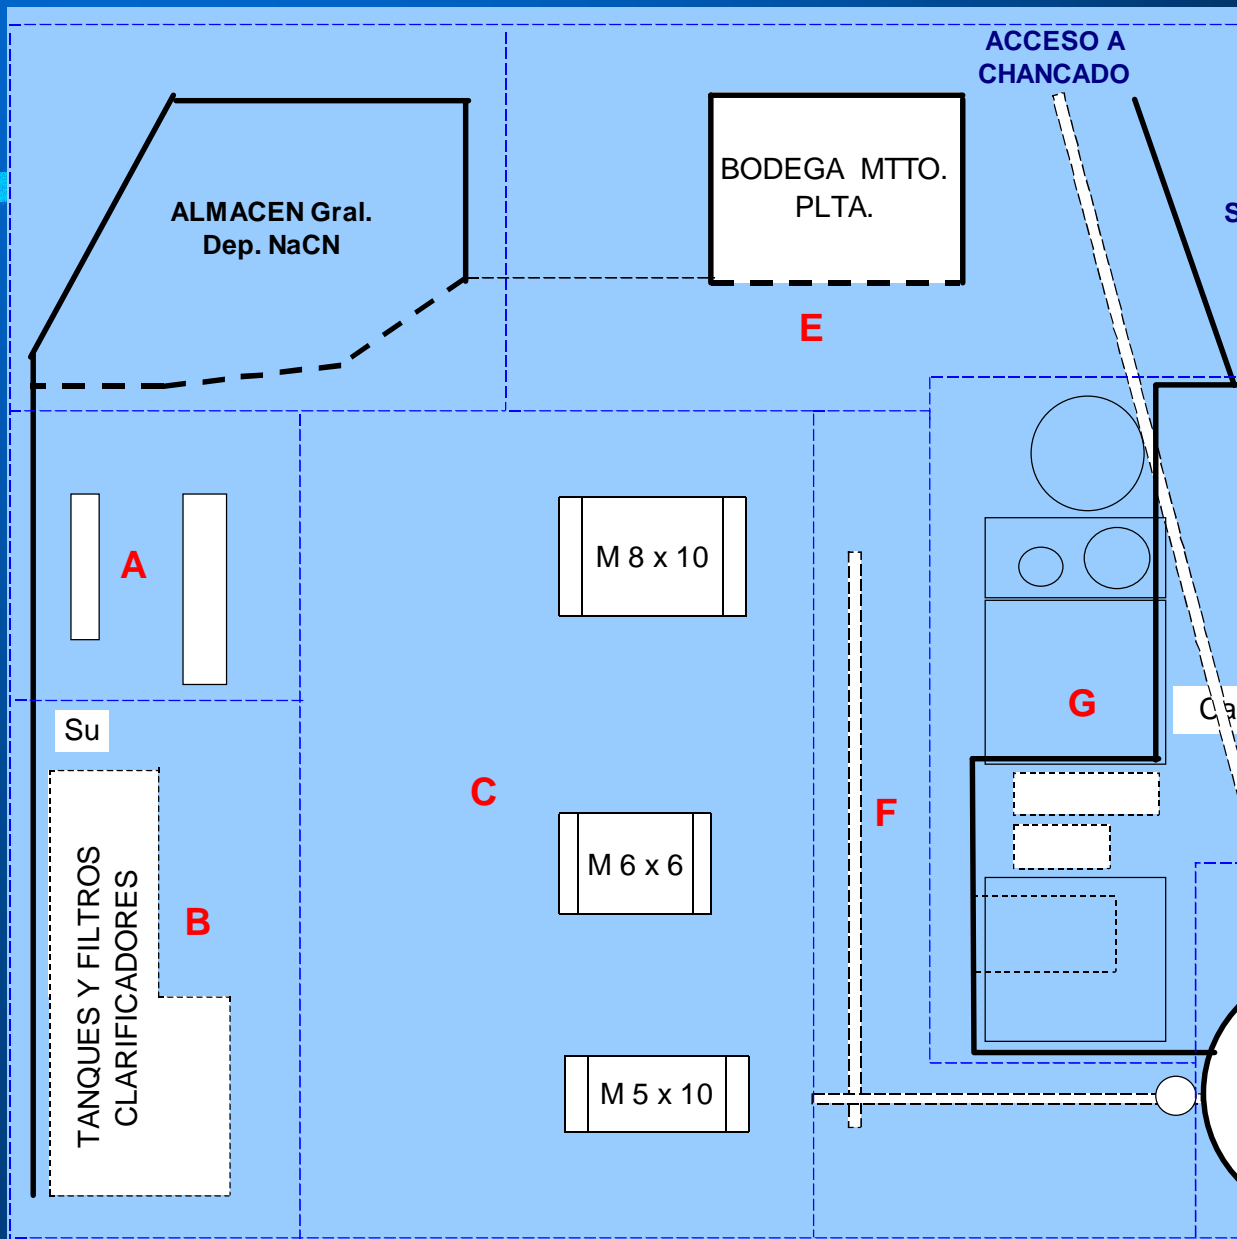 ACCESO A
CHANCADO
BODEGA MTTO.
PLTA.
ALMACEN Gral.
Dep. NaCN
S
E
M 8 x 10
A
G
Su
Ca
C
F
M 6 x 6
B
TANQUES Y FILTROS
CLARIFICADORES
M 5 x 10